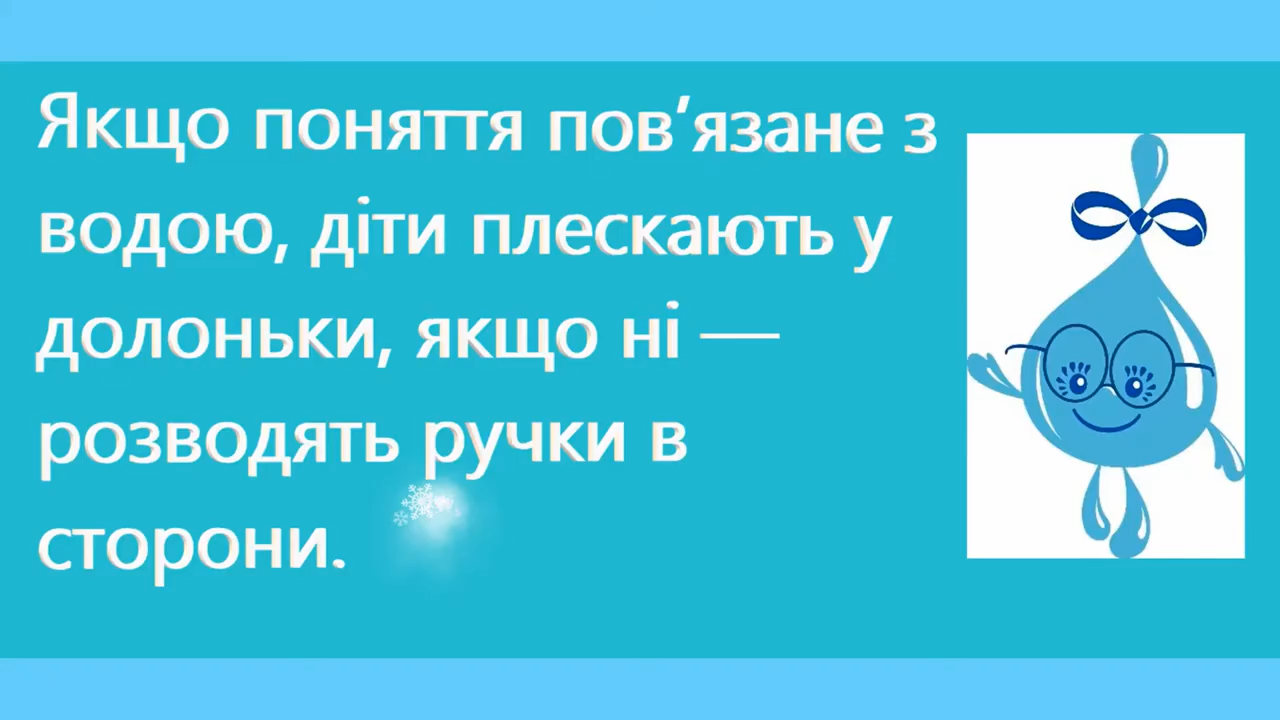 Якщо поняття пов’язане з
водою, діти плескають у
долоньки, якщо ні —
розводять ручки в
сторони.